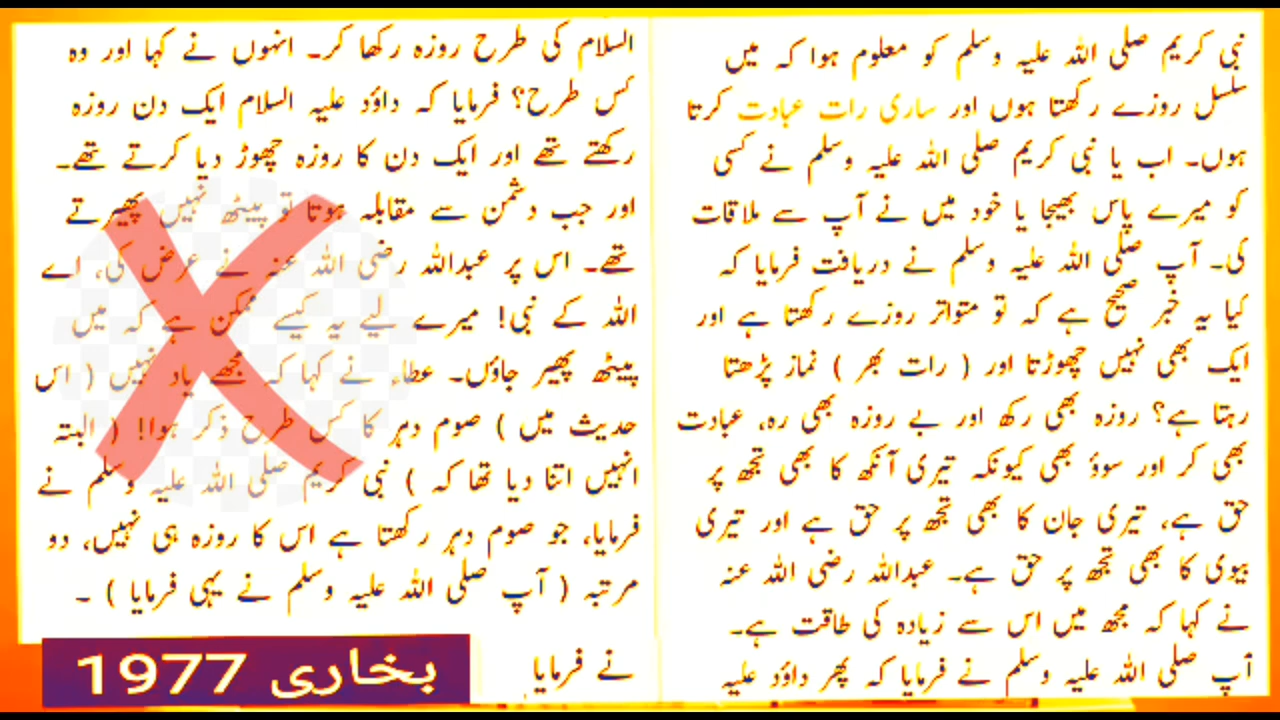 نبی کریم صلی اللہ علیہ وسلم کو معلوم ہوا کہ میں
مسلسل روزے رکھتا ہوں اور ساری رات عبادت کرتا
ہوں۔ اب یا نبی کریم صلی اللہ علیہ وسلم نے کسی
کو میرے پاس بھیجا یا خود میں نے آپ سے ملاقات
کی۔ آپ صلی اللہ علیہ وسلم نے دریافت فرمایا کہ
کیا یہ خبر صحیح ہے کہ تو متواتر روزے رکھتا ہے اور
ایک بھی نہیں چھوڑتا اور ( رات بھر ) نماز پڑھتا
رہتا ہے؟ روزہ بھی رکھ اور بے روزہ بھی رہ، عبادت
بھی کر اور سوؤ بھی کیونکہ تیری آنکھ کا بھی تجھ پر
حق ہے، تیری جان کا بھی تجھ پر حق ہے اور تیری
بیوی کا بھی تجھ پر حق ہے۔ عبداللہ رضی اللہ عنہ
نے کہا کہ مجھ میں اس سے زیادہ کی طاقت ہے۔
آپ صلی اللہ علیہ وسلم نے فرمایا کہ پھر داؤد علیہ
السلام کی طرح روزہ رکھا کر۔ انہوں نے کہا اور وہ
کس طرح؟ فرمایا کہ داؤد علیہ السلام ایک دن روزہ
رکھتے تھے اور ایک دن کا روزہ چھوڑ دیا کرتے تھے۔
اور جب دشمن سے مقابلہ ہوتا تو پیٹھ نہیں پھیرتے
تھے۔ اس پر عبداللہ رضی اللہ عنہ نے عرض کی، اے
اللہ کے نبی! میرے لیے یہ کیسے ممکن ہے کہ میں
پیٹھ پھیر جاؤں۔ عطاء نے کہا کہ مجھے یاد نہیں ( اس
حدیث میں ) صوم دہر کا کس طرح ذکر ہوا! ( البتہ
انہیں اتنا دیا تھا کہ ) نبی کریم صلی اللہ علیہ وسلم نے
فرمایا، جو صوم دہر رکھتا ہے اس کا روزہ ہی نہیں، دو
مرتبہ ( آپ صلی اللہ علیہ وسلم نے یہی فرمایا ) ۔
نے فرمایا
بخاری 1977